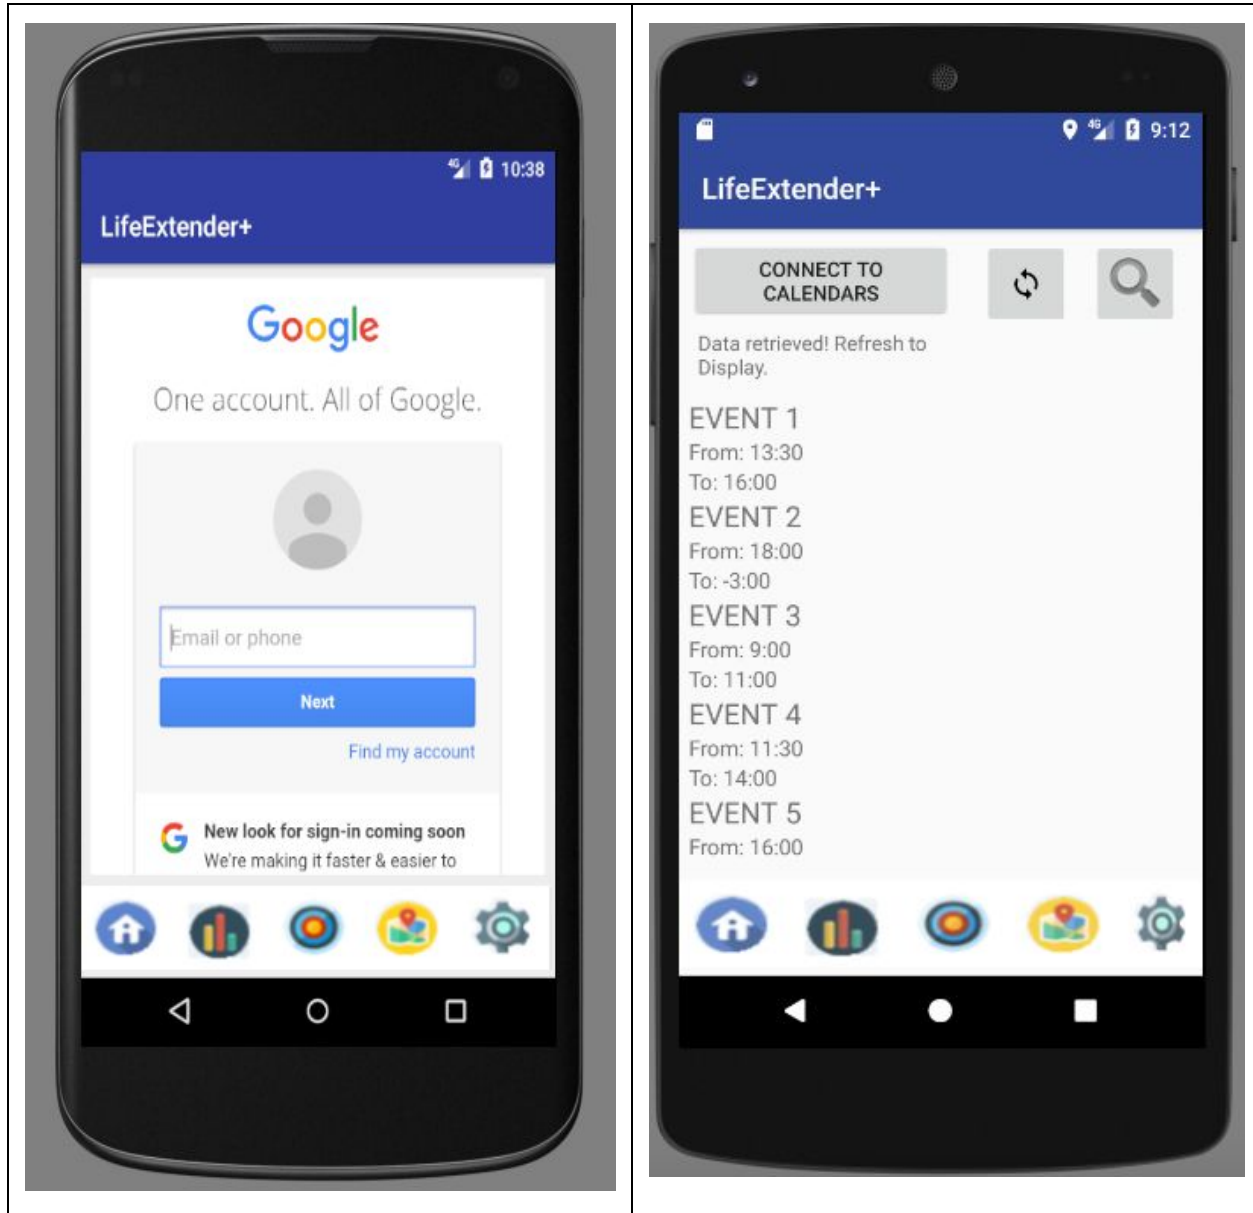 4G 10:38
LifeExtender+
Google
One account. All of Google.
Email or phone
Next
Find my account
G New look for sign-in coming soon
We're making it faster & easier to
4G 9:12
LifeExtender+
CONNECT TO
CALENDARS
Data retrieved! Refresh to
Display.
EVENT 1
From: 13:30
To: 16:00
EVENT 2
From: 18:00
To: -3:00
EVENT 3
From: 9:00
To: 11:00
EVENT 4
From: 11:30
To: 14:00
EVENT 5
From: 16:00